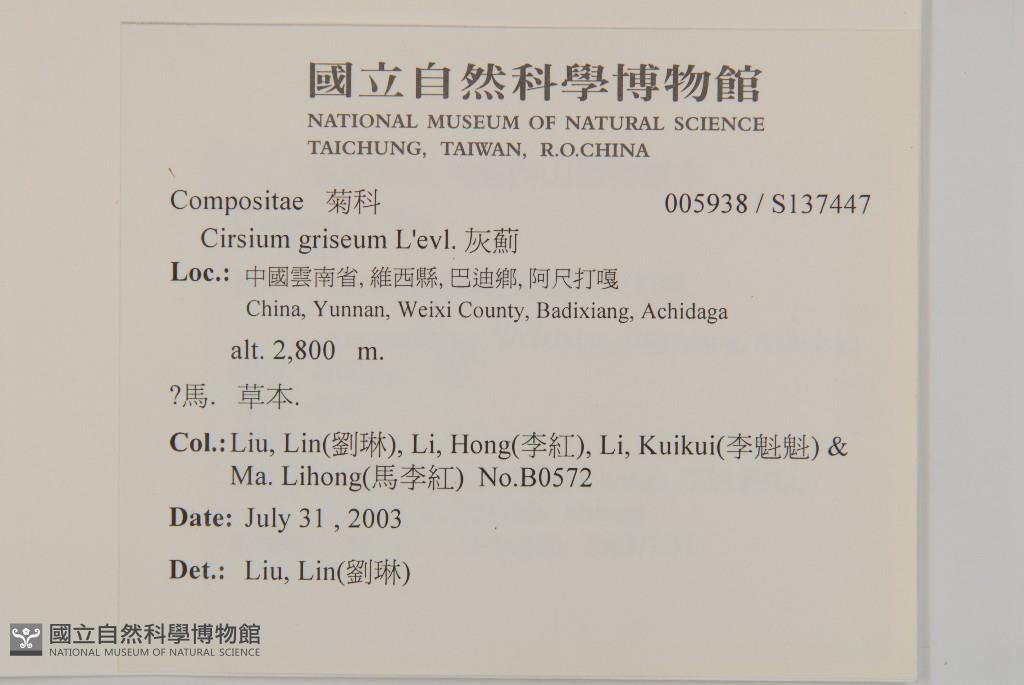 國立自然科學博物館
NATIONAL MUSEUM OF NATURAL SCIENCE
TAICHUNG, TAIWAN, R.O.CHINA
Compositae 菊科 005938 / S137447
Cirsium griseum L'evl. 灰薊
Loc.: 中國雲南省, 維西縣, 巴迪鄉, 阿尺打嘎
China, Yunnan, Weixi County, Badixiang, Achidaga
alt. 2,800 m.
?馬. 草本.
Col.: Liu, Lin(劉琳), Li, Hong(李紅), Li, Kuikui(李魁魁) &
Ma. Lihong(馬李紅) No.B0572
Date: July 31 , 2003
Det.: Liu, Lin(劉琳)
國立自然科學博物館
NATIONAL MUSEUM OF NATURAL SCIENCE